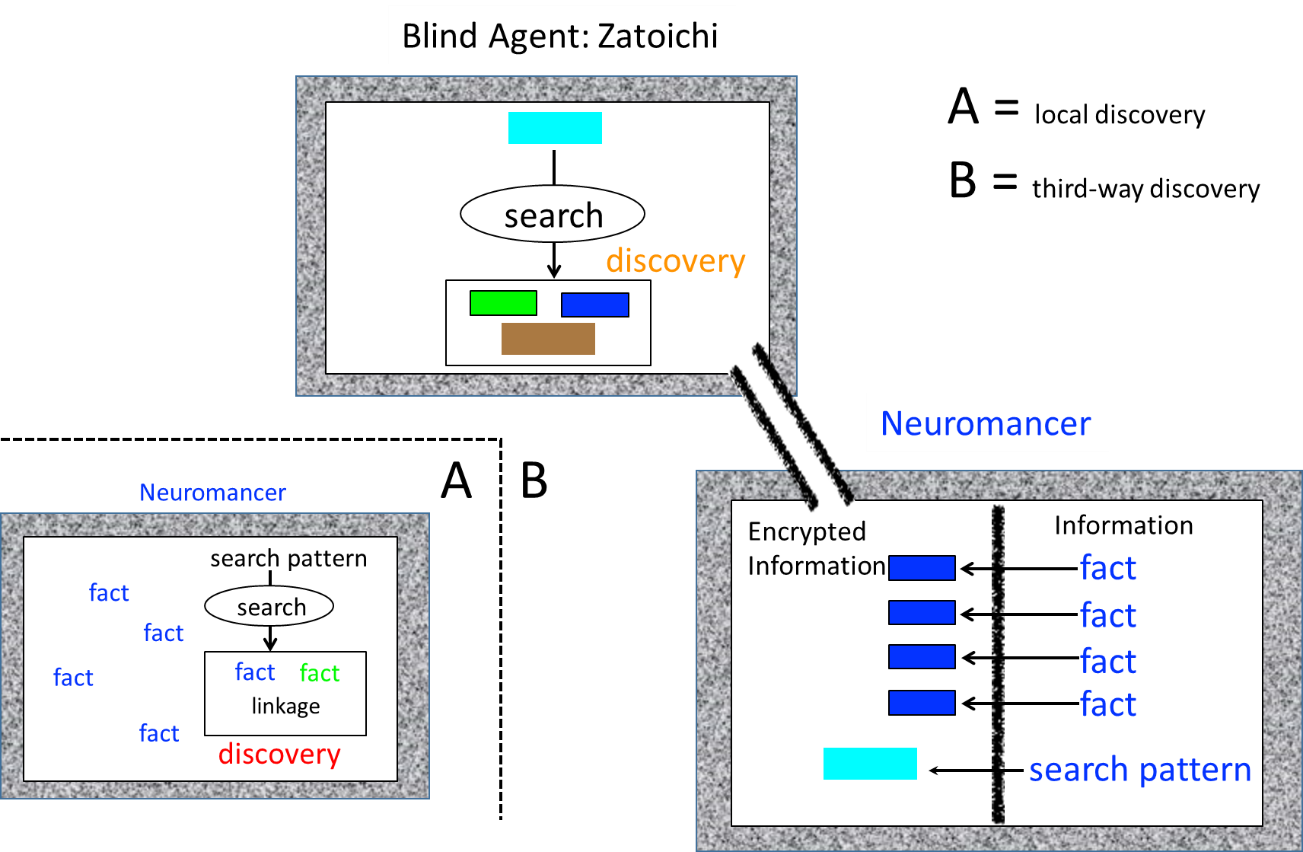 Blind Agent: Zatoichi
A = local discovery
B = third-way discovery
search
discovery
A
B
Neuromancer
search pattern
search
fact
fact
fact
fact
fact fact
linkage
discovery
Neuromancer
Encrypted
Information
Information
fact
fact
fact
fact
search pattern